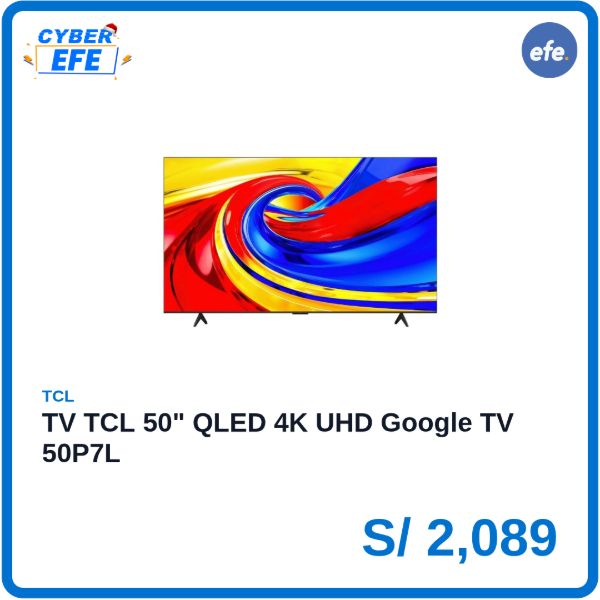 CYBER
EFE
efe.
TCL
TV TCL 50" QLED 4K UHD Google TV
50P7L
S/ 2,089